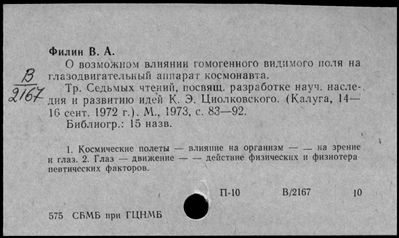 Филин В. А.
О возможном влиянии гомогенного видимого поля на
глазодвигательный аппарат космонавта.
В
2167
Тр. Седьмых чтений, посвящ. разработке науч. насле-
дия и развитию идей К. Э. Циолковского. (Калуга, 14—
16 сент. 1972 г.). М., 1973, с. 83—92.
Библиогр.: 15 назв.
1. Космические полеты — влияние на организм — — на зрение
и глаз. 2. Глаз — движение — — действие физических и физиотера
певтических факторов.
П-10 В/2167 10
575 СБМБ при ГЦНМБ